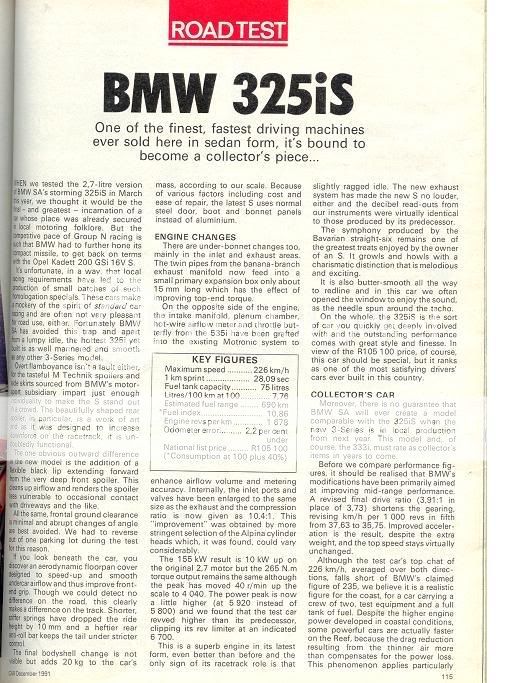 ROAD TEST
BMW 325iS
One of the finest, fastest driving machines
ever sold here in sedan form, it's bound to
become a collector's piece...
WHEN we tested the 2,7-litre version
of BMW SA's storming 325iS in March
this year, we thought it would be the
– and greatest – incarnation of a
whose place was already secured
local motoring folklore. But the
competitive pace of Group N racing is
such that BMW had to further hone its
compact missile, to get back on terms
with the Opel Kadett 200 GSi 16V S.
It's unfortunate, in a way, that local
racing requirements have led to the
production of small batches of such
homologation specials. These cars make
mockery of the spirit of standard car
racing and are often not very pleasant
for road use, either. Fortunately BMW
SA has avoided this trap and apart
from a lumpy idle, the hottest 325i yet
built is as well mannered and smooth
as any other 3-Series model.
Overt flamboyance isn't a fault either,
the tasteful M Technik spoilers and
side skirts sourced from BMW's motor-
sport subsidiary impart just enough
individuality to make the S stand out
a crowd. The beautifully shaped rear
spoiler, in particular, is a work of art
and as it was designed to increase
downforce on the racetrack, it is un-
doubtedly functional.
The one obvious outward difference
on the new model is the addition of a
flexible black lip extending forward
from the very deep front spoiler. This
cleans up airflow and renders the spoiler
less vulnerable to occasional contact
with driveways and the like.
All the same, frontal ground clearance
is minimal and abrupt changes of angle
are best avoided. We had to reverse
out of one parking lot during the test
for this reason.
If you look beneath the car, you
discover an aerodynamic floorpan cover
designed to speed-up and smooth
undercar airflow and thus improve front-
end grip. Though we could detect no
difference on the road, this clearly
makes a difference on the track. Shorter,
stiffer springs have dropped the ride
height by 10 mm and a heftier rear
anti-roll bar keeps the tail under stricter
control.
The final bodyshell change is not
visible but adds 20 kg to the car's
mass, according to our scale. Because
of various factors including cost and
ease of repair, the latest S uses normal
steel door, boot and bonnet panels
instead of aluminium.
ENGINE CHANGES
There are under-bonnet changes too,
mainly in the inlet and exhaust areas.
The twin pipes from the banana-branch
exhaust manifold now feed into a
small primary expansion box only about
15 mm long which has the effect of
improving top-end torque.
On the opposite side of the engine,
the intake manifold, plenum chamber,
hot-wire airflow meter and throttle but-
terfly from the 535i have been grafted
into the existing Motronic system to
KEY FIGURES
Maximum speed ......... 226 km/h
1 km sprint ................. 28,09 sec
Fuel tank capacity ........ 75 litres
Litres/100 km at 100 ....... 7,76
Estimated fuel range ..... 690 km
*Fuel index .................. 10,86
Engine revs per km ........ 1 678
Odometer error ....... 2,2 per cent
under
National list price ...... R105 100
(*Consumption at 100 plus 40%)
enhance airflow volume and metering
accuracy. Internally, the inlet ports and
valves have been enlarged to the same
size as the exhaust and the compression
ratio is now given as 10,4:1. This
"improvement" was obtained by more
stringent selection of the Alpina cylinder
heads which, it was found, could vary
considerably.
The 155 kW result is 10 kW up on
the original 2,7 motor but the 265 N.m
torque output remains the same although
the peak has moved 40 r/min up the
scale to 4 040. The power peak is now
a little higher (at 5 920 instead of
5 800) and we found that the test car
revved higher than its predecessor,
clipping its rev limiter at an indicated
6 700.
This is a superb engine in its latest
form, even better than before and the
only sign of its racetrack role is that
slightly ragged idle. The new exhaust
system has made the new S no louder,
either and the decibel read-outs from
our instruments were virtually identical
to those produced by its predecessor.
The symphony produced by the
Bavarian straight-six remains one of
the greatest treats enjoyed by the owner
of an S. It growls and howls with a
charismatic distinction that is melodious
and exciting.
It is also butter-smooth all the way
to redline and in this car we often
opened the window to enjoy the sound,
as the needle spun around the tacho.
On the whole, the 325iS is the sort
of car you quickly get deeply involved
with and the outstanding performance
comes with great style and finesse. In
view of the R105 100 price, of course,
this car should be special, but it ranks
as one of the most satisfying drivers'
cars ever built in this country.
COLLECTOR'S CAR
Moreover, there is no guarantee that
BMW SA will ever create a model
comparable with the 325iS when the
new 3-Series is in local production
from next year. This model and, of
course, the 333i, must rate as collector's
items in years to come.
Before we compare performance fig-
ures, it should be realised that BMW's
modifications have been primarily aimed
at improving mid-range performance.
A revised final drive ratio (3,91:1 in
place of 3,73) shortens the gearing,
revising km/h per 1 000 revs in fifth
from 37,63 to 35,75. Improved acceler-
ation is the result, despite the extra
weight, and the top speed stays virtually
unchanged.
Although the test car's top chat of
226 km/h, averaged over both direc-
tions, falls short of BMW's claimed
figure of 235, we believe it is a realistic
figure for the coast, for a car carrying a
crew of two, test equipment and a full
tank of fuel. Despite the higher engine
power developed in coastal conditions,
some powerful cars are actually faster
on the Reef, because the drag reduction
resulting from the thinner air more
than compensates for the power loss.
This phenomenon applies particularly
CAR December 1991
115